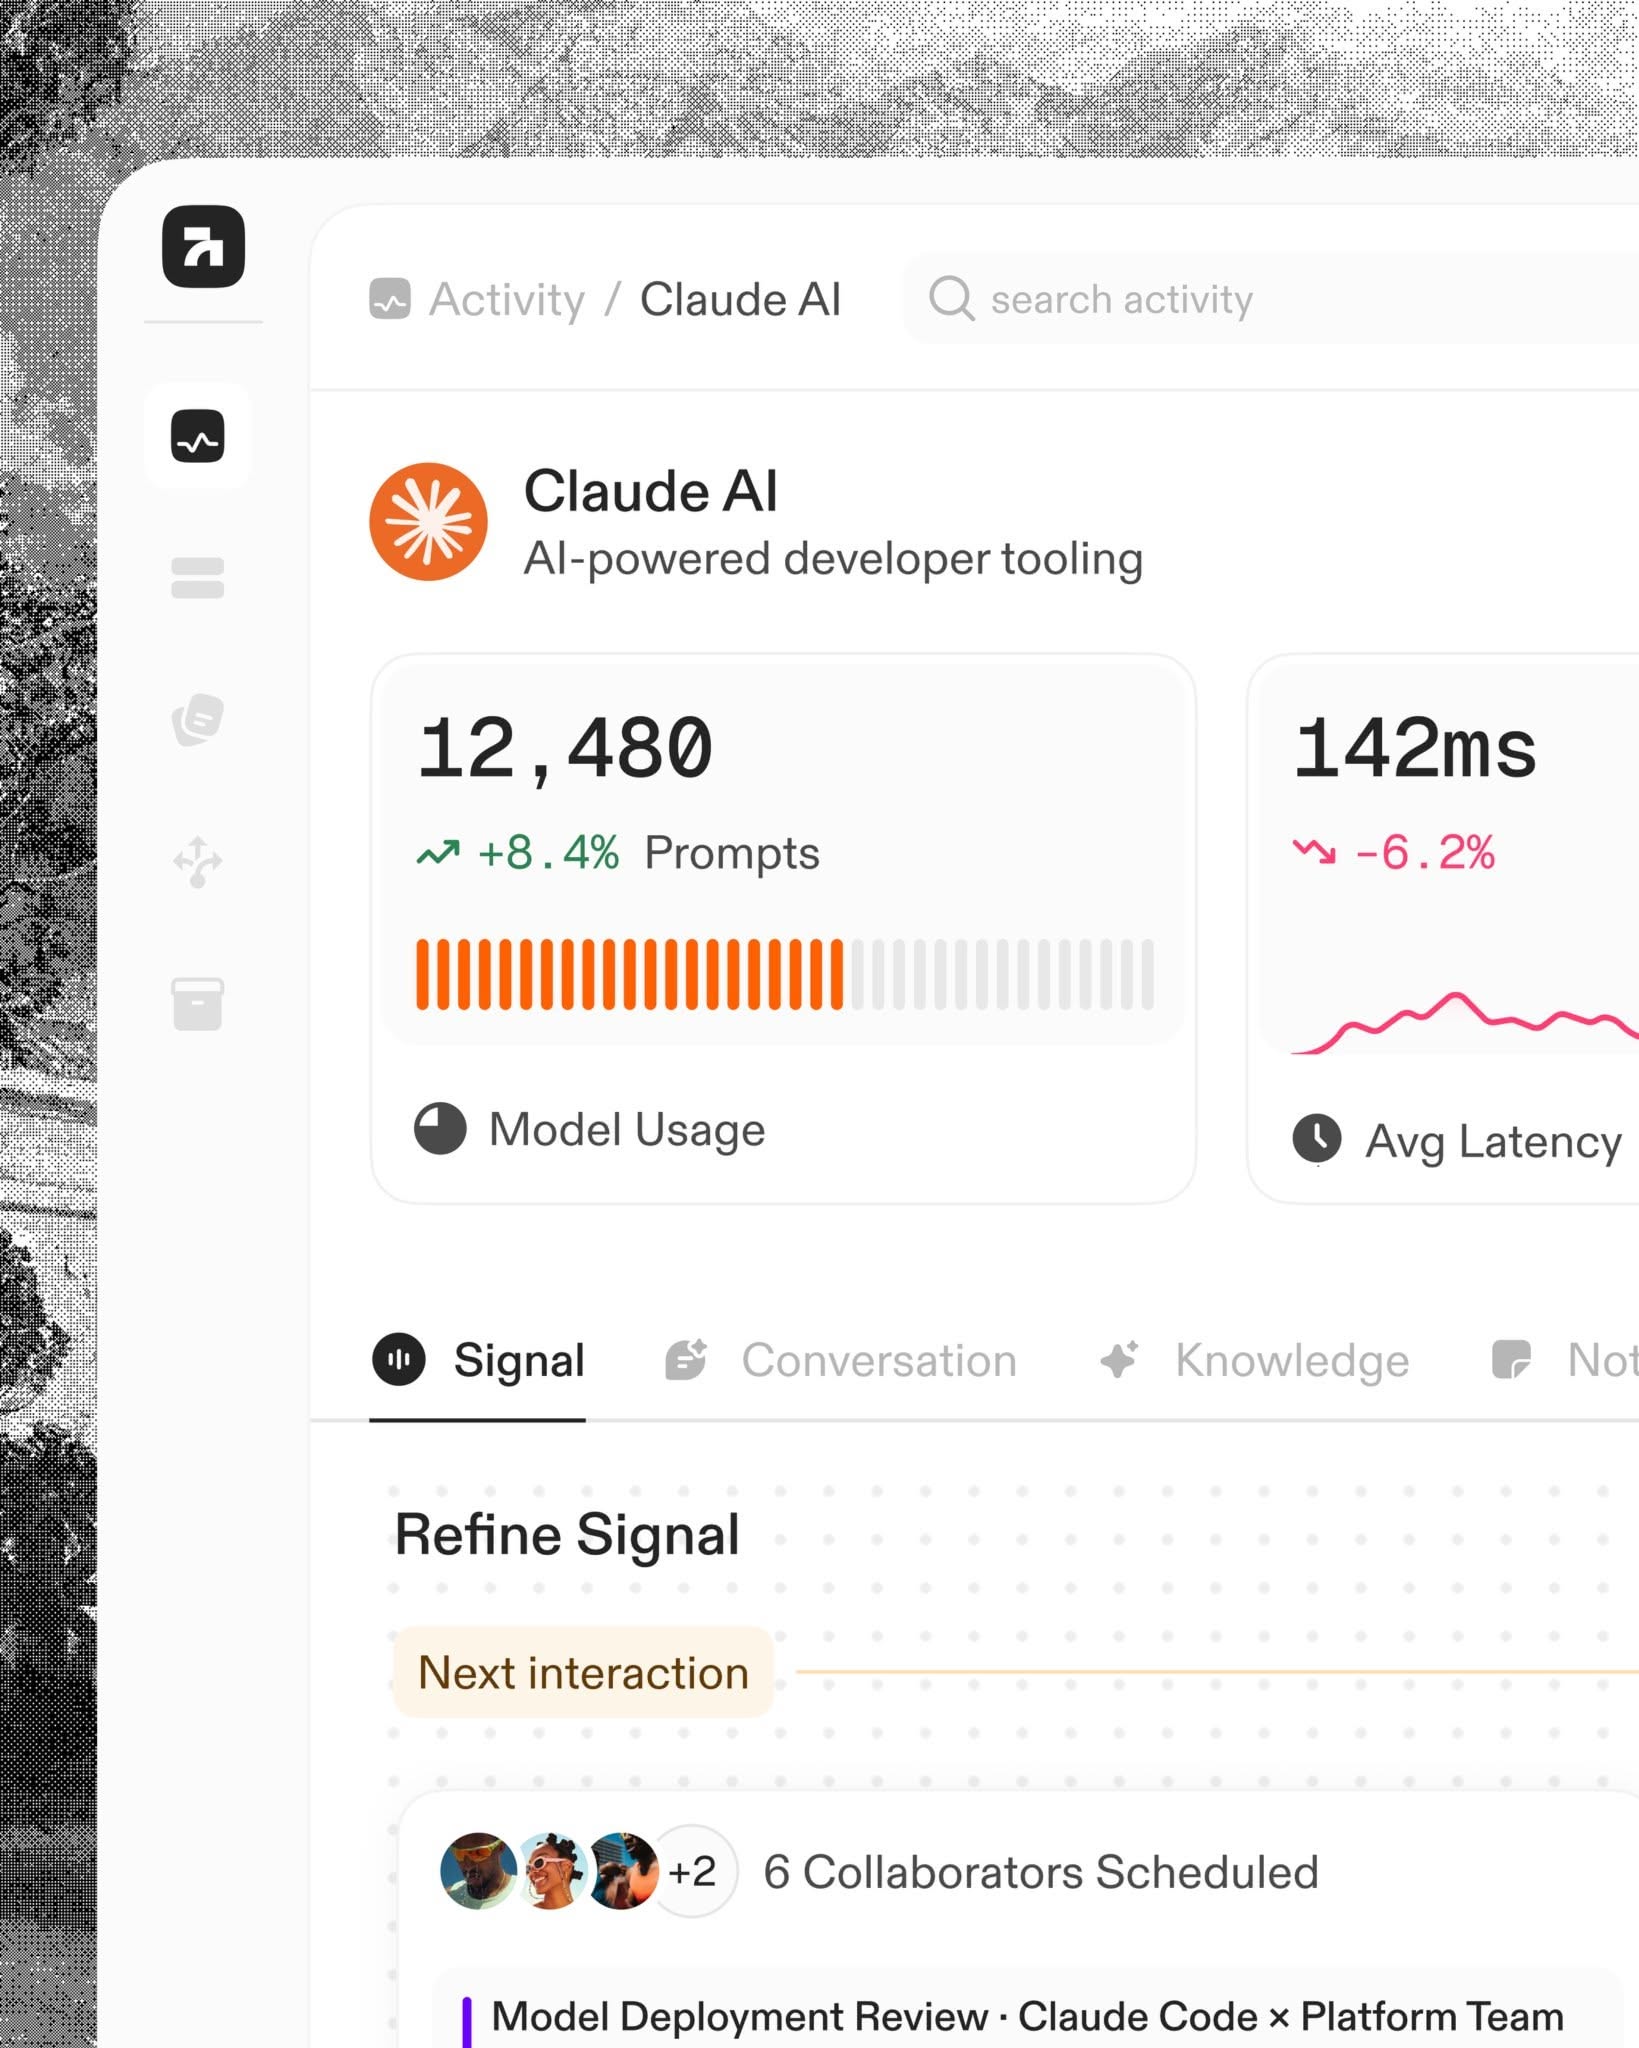 Activity / Claude AI
search activity
Claude AI
AI-powered developer tooling
12,480
+8.4% Prompts
Model Usage
142ms
-6.2%
Avg Latency
Signal
Conversation
Knowledge
Not
Refine Signal
Next interaction
+2
6 Collaborators Scheduled
Model Deployment Review · Claude Code × Platform Team